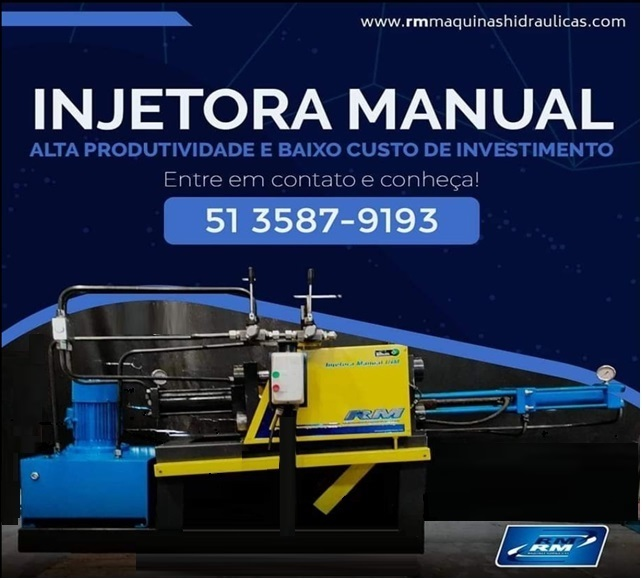 www.rmmaquinashidraulicas.com
INJETORA MANUAL
ALTA PRODUTIVIDADE E BAIXO CUSTO DE INVESTIMENTO
Entre em contato e conheça!
51 3587-9193
Injetora Manual RM
RM
RM
RM